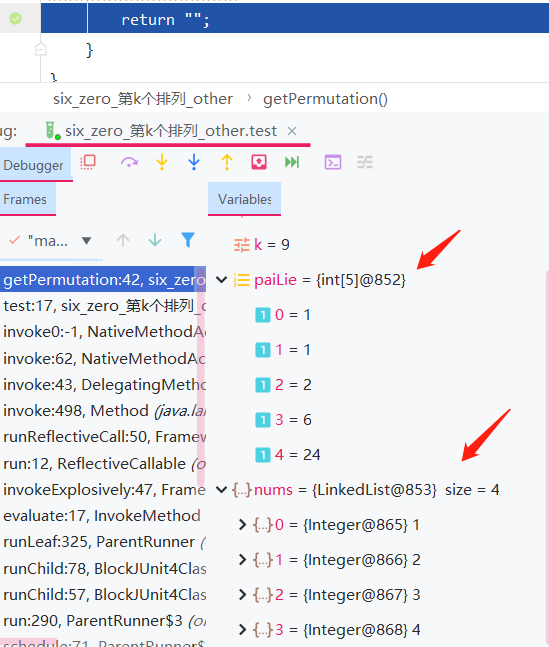 return "";
}
}
six_zero_第k个排列_other › getPermutation()
ug: six_zero_第k个排列_other.test ×
Debugger
Frames Variables
"ma...
k = 9
getPermutation:42, six_zero
paiLie = {int[5]@852}
test:17, six_zero_第k个排列_o
0 = 1
invoke0:-1, NativeMethodAc
1 = 1
invoke:62, NativeMethodAc
2 = 2
invoke:43, DelegatingMetho
invoke:498, Method (java.lan
3 = 6
runReflectiveCall:50, Framew
4 = 24
run:12, ReflectiveCallable (o
invokeExplosively:47, Frame
nums = {LinkedList@853} size = 4
evaluate:17, InvokeMethod
0 = {Integer@865} 1
runLeaf:325, ParentRunner (
1 = {Integer@866} 2
runChild:78, BlockJUnit4Clas
runChild:57, BlockJUnit4Clas
2 = {Integer@867} 3
run:290, ParentRunner$3 (or
3 = {Integer@868} 4
schedule:71, ParentRunner$